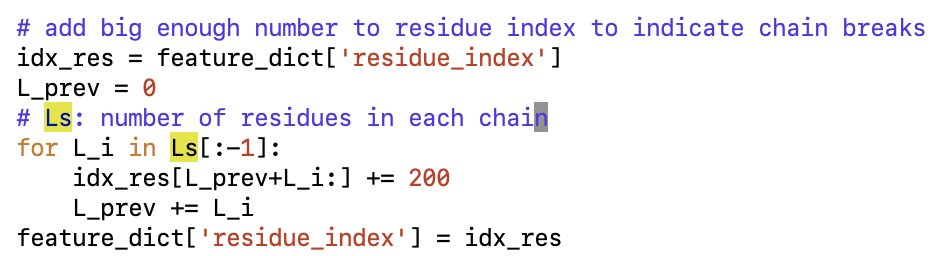 # add big enough number to residue index to indicate chain breaks
idx_res = feature_dict['residue_index']
L_prev = 0
# Ls: number of residues in each chain
for L_i in Ls[:-1]:
    idx_res[L_prev+L_i:] += 200
    L_prev += L_i
feature_dict['residue_index'] = idx_res